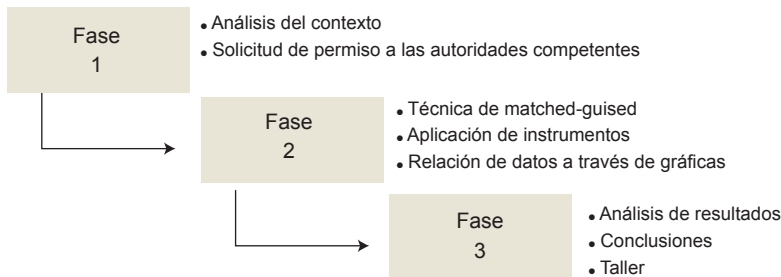 Fase
1
• Análisis del contexto
• Solicitud de permiso a las autoridades competentes
Fase
2
• Técnica de matched-guised
• Aplicación de instrumentos
• Relación de datos a través de gráficas
Fase
3
• Análisis de resultados
• Conclusiones
• Taller